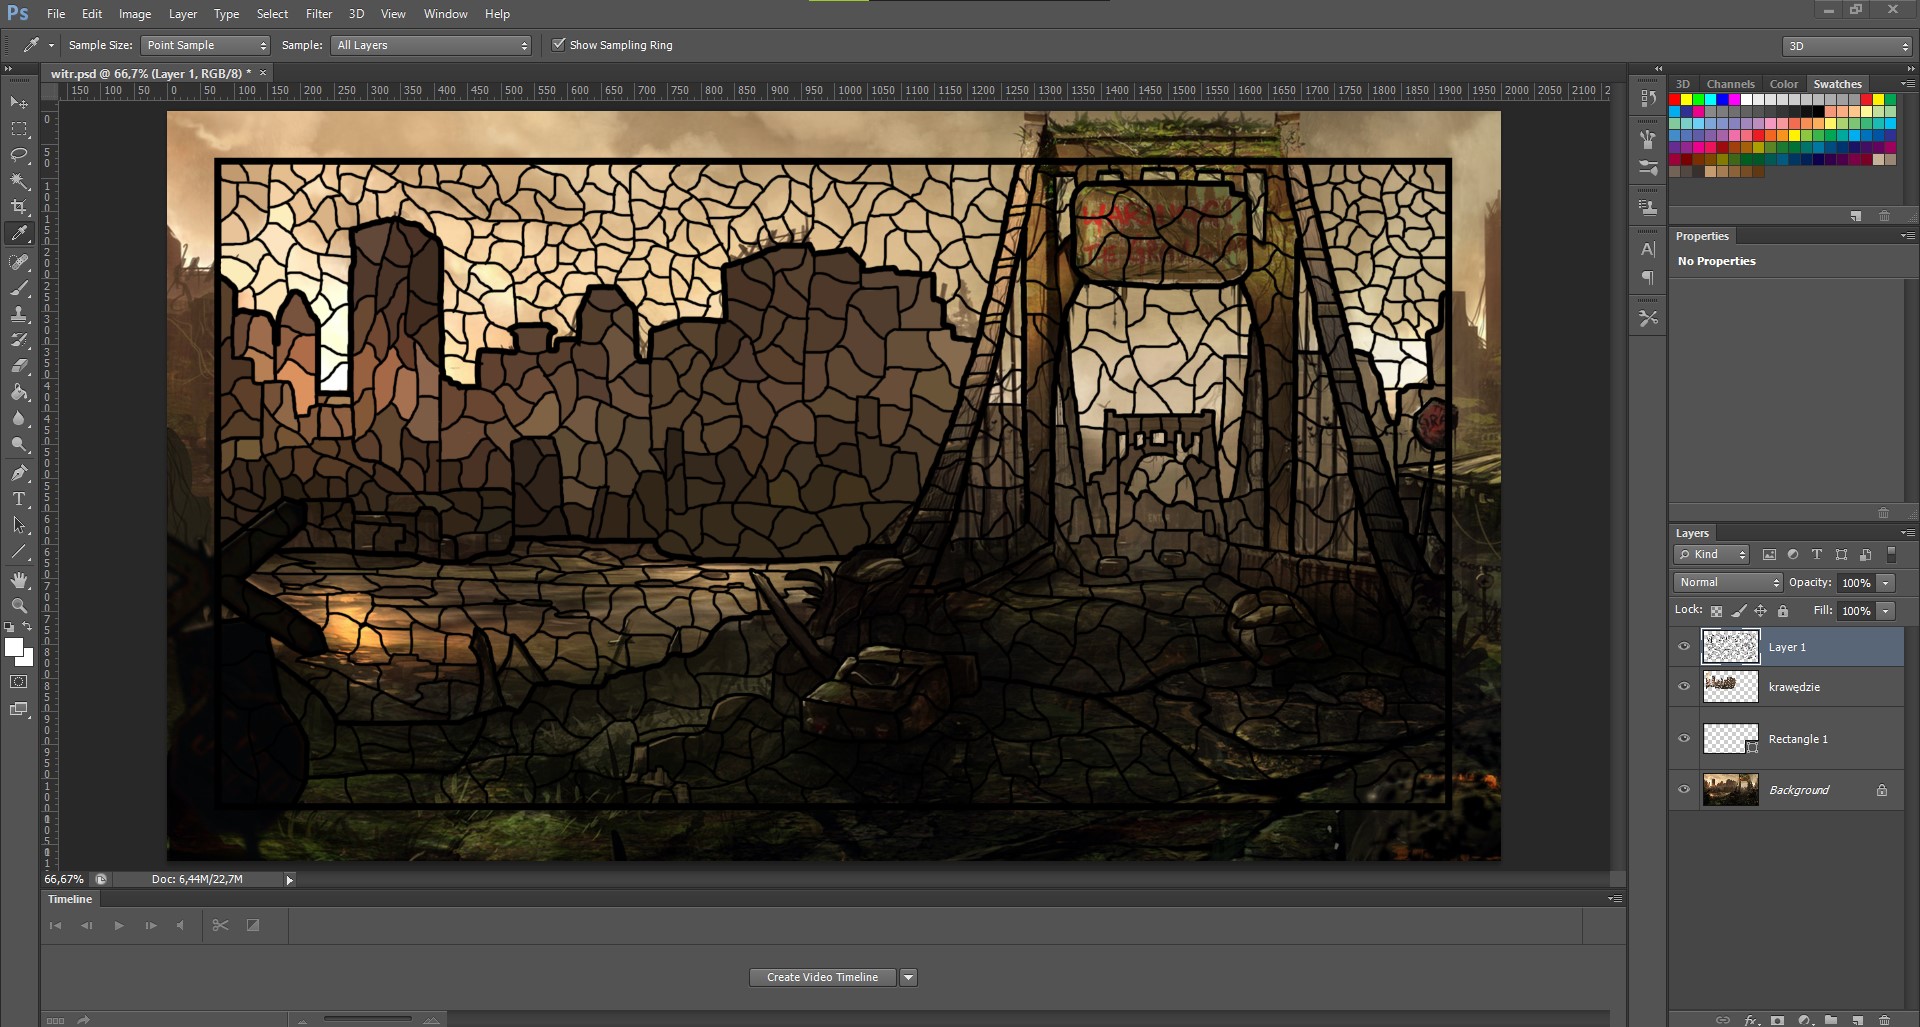 Ps File Edit Image Layer Type Select Filter 3D View Window Help
Sample Size: Point Sample Sample: All Layers Show Sampling Ring 3D
witr.psd @ 66,7% (Layer 1, RGB/8) * ×
150 100 50 0 50 100 150 200 250 300 350 400 450 500 550 600 650 700 750 800 850 900 950 1000 1050 1100 1150 1200 1250 1300 1350 1400 1450 1500 1550 1600 1650 1700 1750 1800 1850 1900 1950 2000 2050 2100 2
3D Channels Color Swatches
Properties
No Properties
Layers
Kind
Normal Opacity: 100%
Lock: Fill: 100%
Layer 1
krawędzie
Rectangle 1
Background
66,67% Doc: 6,44M/22,7M
Timeline
Create Video Timeline